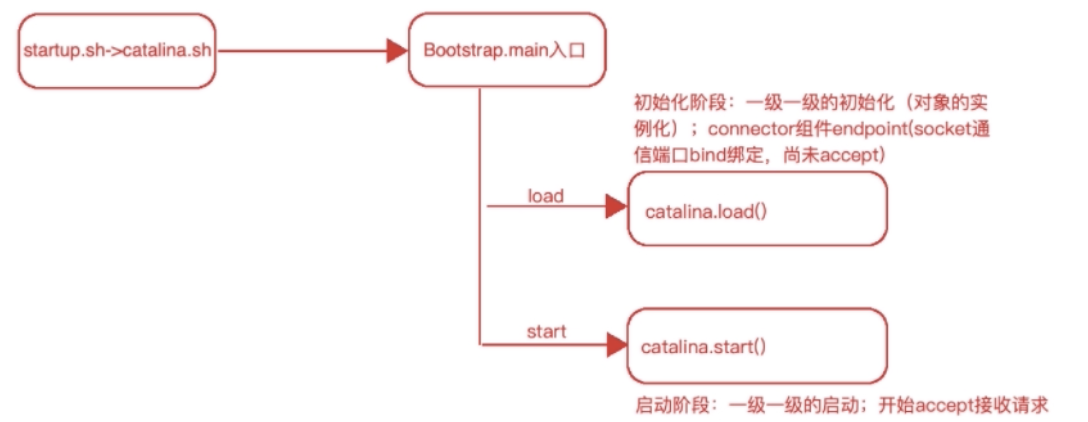 startup.sh->catalina.sh
Bootstrap.main入口
初始化阶段：一级一级的初始化（对象的实
例化）；connector组件endpoint(socket通
信端口bind绑定，尚未accept)
load
catalina.load()
start
catalina.start()
启动阶段：一级一级的启动；开始accept接收请求